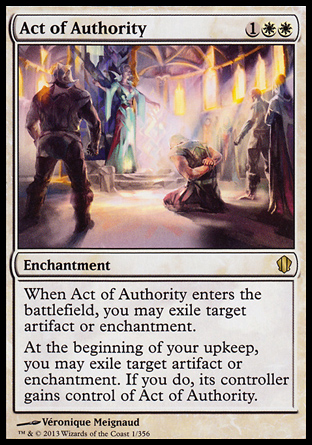 Act of Authority 1
Enchantment
When Act of Authority enters the
battlefield, you may exile target
artifact or enchantment.
At the beginning of your upkeep,
you may exile target artifact or
enchantment. If you do, its controller
gains control of Act of Authority.
Véronique Meignaud
™ & © 2013 Wizards of the Coast 1/356